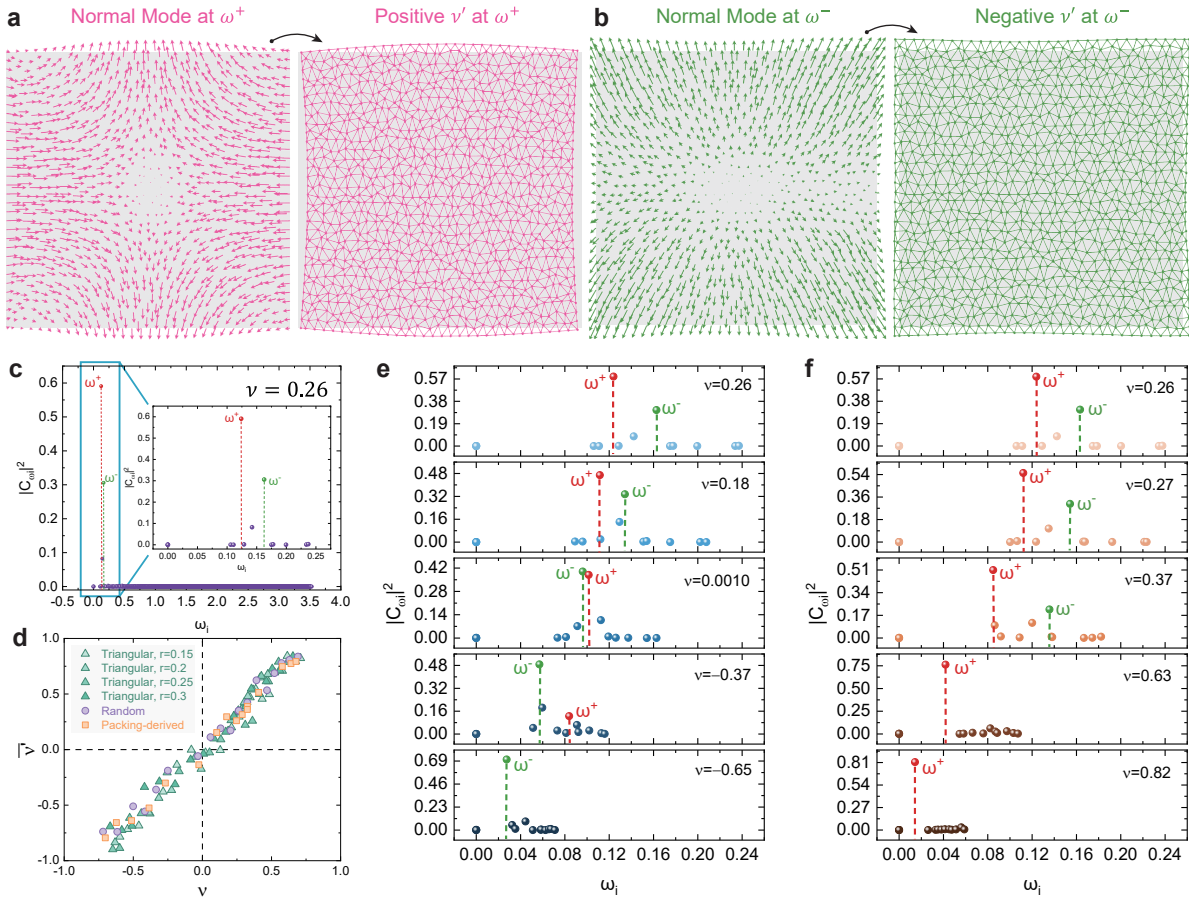 a
Normal Mode at ω⁺
Positive ν′ at ω⁺
b
Normal Mode at ω⁻
Negative ν′ at ω⁻
c
ν = 0.26
|C_ωi|²
0.6
0.5
0.4
0.3
0.2
0.1
0.0
ω⁺
ω⁻
-0.5 0.0 0.5 1.0 1.5 2.0 2.5 3.0 3.5 4.0
ω_i
|C_ωi|²
0.6
0.5
0.4
0.3
0.2
0.1
0.0
ω⁺
ω⁻
0.00 0.05 0.10 0.15 0.20 0.25
ω_i
d
1.0
0.5
0.0
-0.5
-1.0
ν̅
Triangular, r=0.15
Triangular, r=0.2
Triangular, r=0.25
Triangular, r=0.3
Random
Packing-derived
-1.0 -0.5 0.0 0.5 1.0
ν
e
|C_ωi|²
0.57
0.38
0.19
0.00
ω⁺
ω⁻
ν=0.26
0.48
0.32
0.16
0.00
ω⁺
ω⁻
ν=0.18
0.42
0.28
0.14
0.00
ω⁻
ω⁺
ν=0.0010
0.48
0.32
0.16
0.00
ω⁻
ω⁺
ν=−0.37
0.69
0.46
0.23
0.00
ω⁻
ν=−0.65
0.00 0.04 0.08 0.12 0.16 0.20 0.24
ω_i
f
|C_ωi|²
0.57
0.38
0.19
0.00
ω⁺
ω⁻
ν=0.26
0.54
0.36
0.18
0.00
ω⁺
ω⁻
ν=0.27
0.51
0.34
0.17
0.00
ω⁺
ω⁻
ν=0.37
0.75
0.50
0.25
0.00
ω⁺
ν=0.63
0.81
0.54
0.27
0.00
ω⁺
ν=0.82
0.00 0.04 0.08 0.12 0.16 0.20 0.24
ω_i